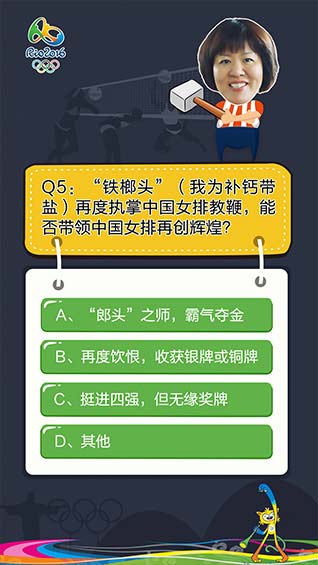 Rio2016
Q5：“铁榔头”（我为补钙带
盐）再度执掌中国女排教鞭，能
否带领中国女排再创辉煌？
A、“郎头”之师，霸气夺金
B、再度饮恨，收获银牌或铜牌
C、挺进四强，但无缘奖牌
D、其他